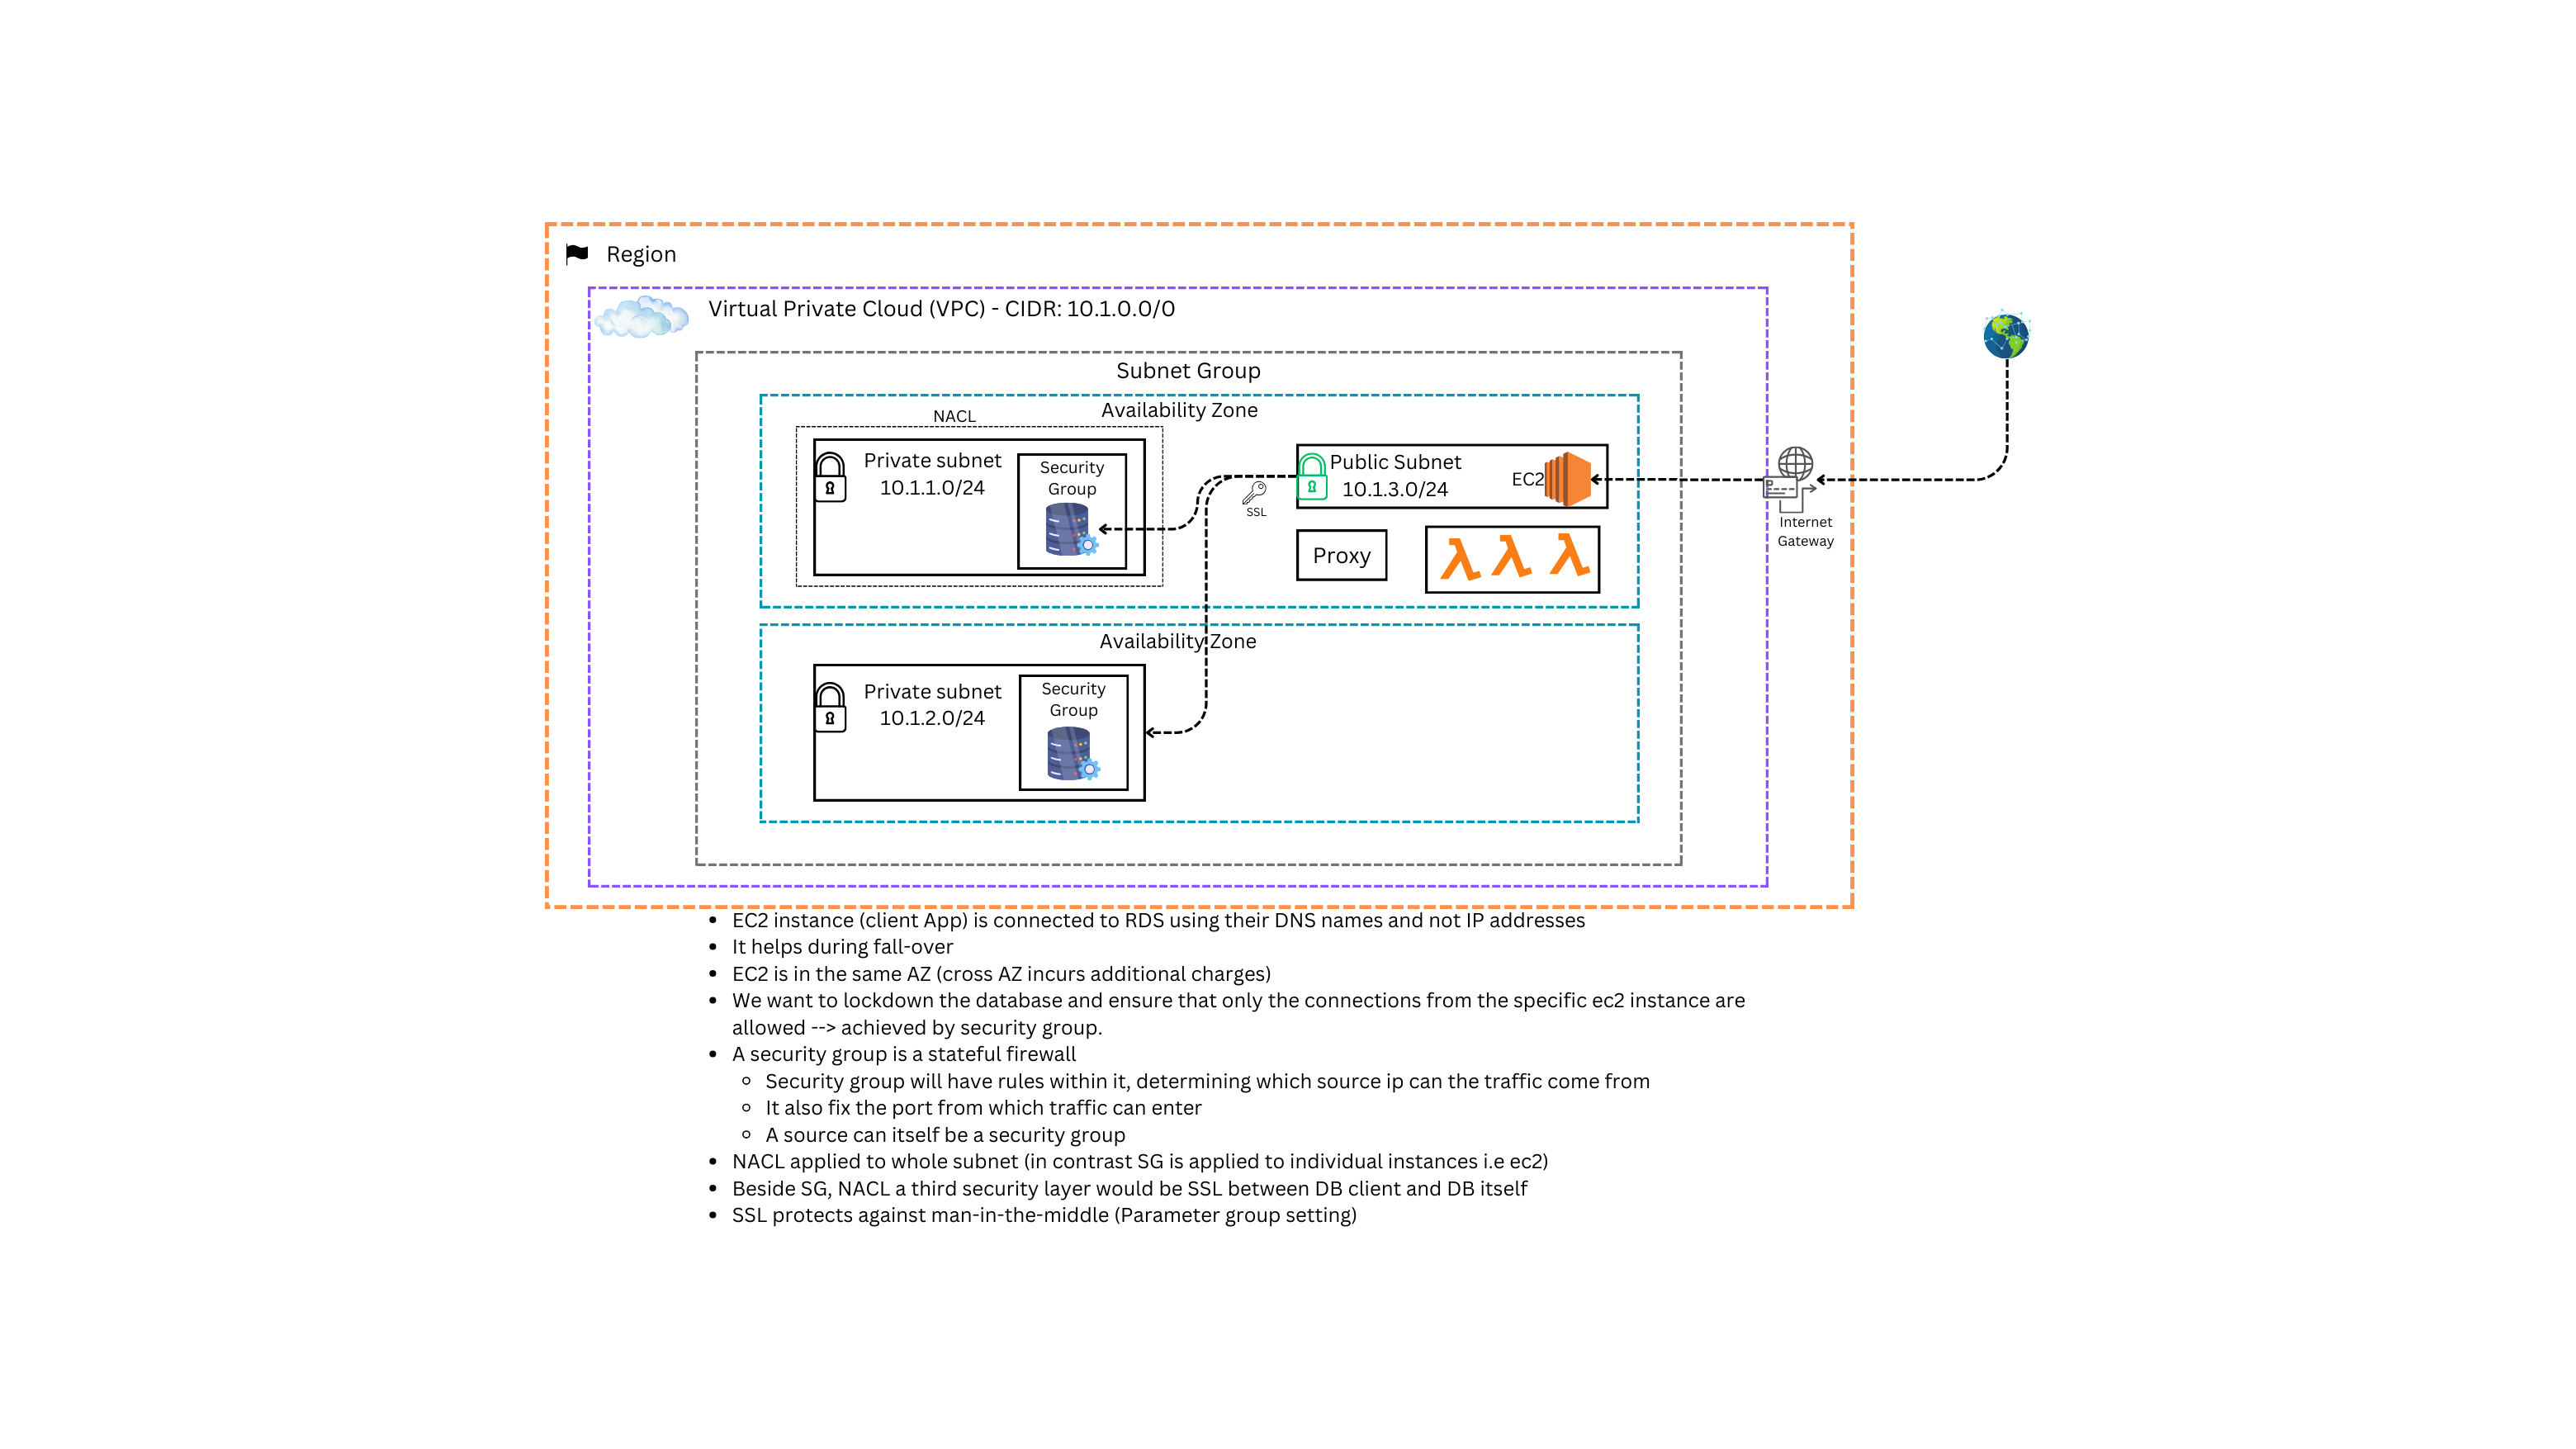 Region
Virtual Private Cloud (VPC) - CIDR: 10.1.0.0/0
Subnet Group
Availability Zone
NACL
Private subnet
10.1.1.0/24
Security
Group
SSL
Public Subnet
10.1.3.0/24
EC2
Proxy
Internet
Gateway
Availability Zone
Private subnet
10.1.2.0/24
Security
Group
• EC2 instance (client App) is connected to RDS using their DNS names and not IP addresses
• It helps during fall-over
• EC2 is in the same AZ (cross AZ incurs additional charges)
• We want to lockdown the database and ensure that only the connections from the specific ec2 instance are
allowed --> achieved by security group.
• A security group is a stateful firewall
◦ Security group will have rules within it, determining which source ip can the traffic come from
◦ It also fix the port from which traffic can enter
◦ A source can itself be a security group
• NACL applied to whole subnet (in contrast SG is applied to individual instances i.e ec2)
• Beside SG, NACL a third security layer would be SSL between DB client and DB itself
• SSL protects against man-in-the-middle (Parameter group setting)